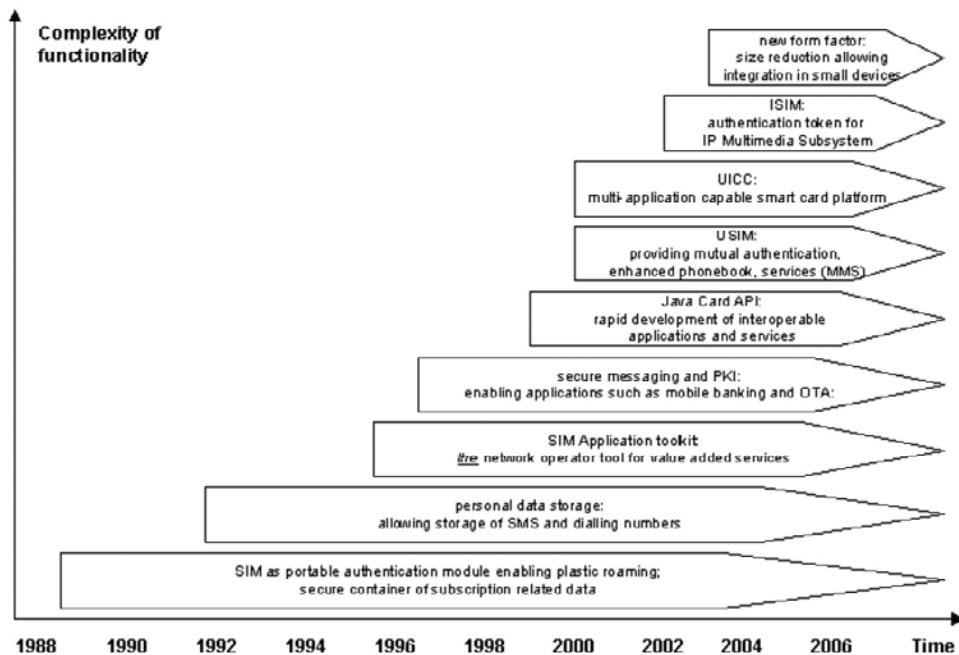 Complexity of
functionality
new form factor:
size reduction allowing
integration in small devices
ISIM:
authentication token for
IP Multimedia Subsystem
UICC:
multi-application capable smart card platform
USIM:
providing mutual authentication,
enhanced phonebook, services (MMS)
Java Card API:
rapid development of interoperable
applications and services
secure messaging and PKI:
enabling applications such as mobile banking and OTA:
SIM Application toolkit
the network operator tool for value added services
personal data storage:
allowing storage of SMS and dialling numbers
SIM as portable authentication module enabling plastic roaming;
secure container of subscription related data
1988 1990 1992 1994 1996 1998 2000 2002 2004 2006 Time